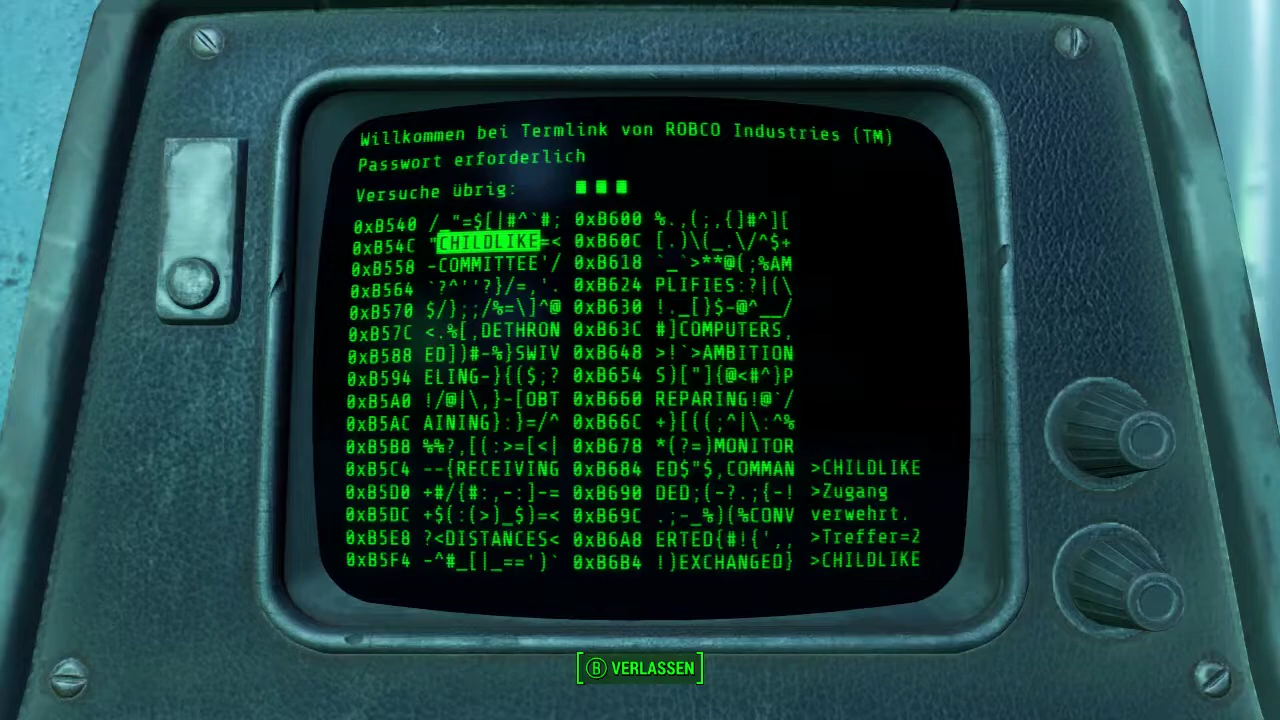 Willkommen bei Termlink von ROBCO Industries (TM)
Passwort erforderlich
Versuche übrig:
0xB540 /_"=$[|#^`#; 0xB600 %.,(;,{]#^][
0xB54C "CHILDLIKE=< 0xB60C [.)\(_.\/^$+
0xB558 -COMMITTEE'/ 0xB618 `_`>**@(;%AM
0xB564 `?^''?}/=,'. 0xB624 PLIFIES:?|(\
0xB570 $/};;/%=\]^@ 0xB630 !._[}$-@^__/
0xB57C <.%[,DETHRON 0xB63C #]COMPUTERS,
0xB588 ED])#-%}SWIV 0xB648 >!`>AMBITION
0xB594 ELING-}{($;? 0xB654 S)["]{@<#^)P
0xB5A0 !/@|\,}-[OBT 0xB660 REPARING!@`/
0xB5AC AINING}:}=/^ 0xB66C +}[((;^|\:^%
0xB5B8 %%?,[(:>=[<| 0xB678 *(?=)MONITOR
0xB5C4 --{RECEIVING 0xB684 ED$"$,COMMAN >CHILDLIKE
0xB5D0 +#/{#:,-:]-= 0xB690 DED;(-?.;{-! >Zugang
0xB5DC +$(:(>)_$)=< 0xB69C .;-_%)(%CONV verwehrt.
0xB5E8 ?<DISTANCES< 0xB6A8 ERTED{#!{',, >Treffer=2
0xB5F4 -^#_[|_==')` 0xB6B4 !)EXCHANGED} >CHILDLIKE
[Ⓑ VERLASSEN]